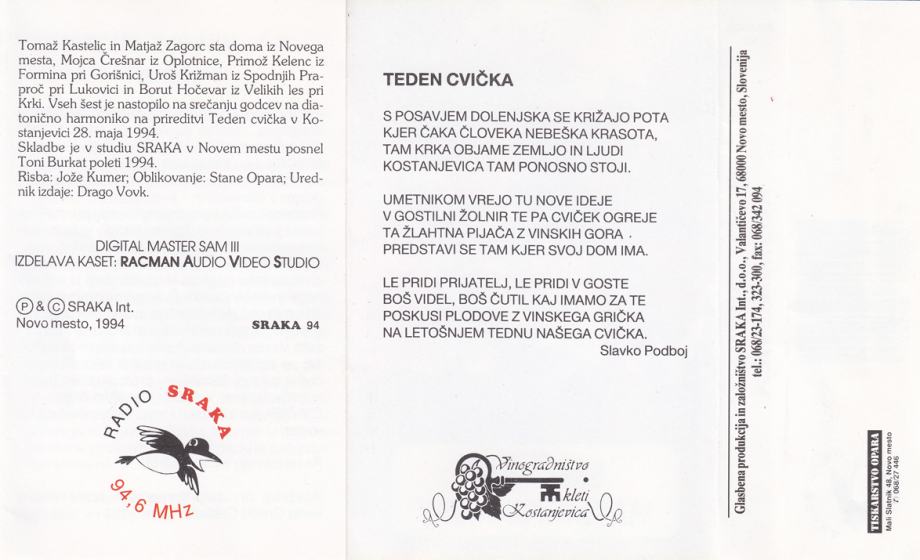 Tomaž Kastelic in Matjaž Zagorc sta doma iz Novega
mesta, Mojca Črešnar iz Oplotnice, Primož Kelenc iz
Formina pri Gorišnici, Uroš Križman iz Spodnjih Pra-
proč pri Lukovici in Borut Hočevar iz Velikih les pri
Krki. Vseh šest je nastopilo na srečanju godcev na dia-
tonično harmoniko na prireditvi Teden cvička v Ko-
stanjevici 28. maja 1994.
Skladbe je v studiu SRAKA v Novem mestu posnel
Toni Burkat poleti 1994.
Risba: Jože Kumer; Oblikovanje: Stane Opara; Ured-
nik izdaje: Drago Vovk.
DIGITAL MASTER SAM III
IZDELAVA KASET: RACMAN AUDIO VIDEO STUDIO
Ⓟ & Ⓒ SRAKA Int.
Novo mesto, 1994
SRAKA 94
RADIO SRAKA
94,6 MHz
TEDEN CVIČKA
S POSAVJEM DOLENJSKA SE KRIŽAJO POTA
KJER ČAKA ČLOVEKA NEBEŠKA KRASOTA,
TAM KRKA OBJAME ZEMLJO IN LJUDI
KOSTANJEVICA TAM PONOSNO STOJI.
UMETNIKOM VREJO TU NOVE IDEJE
V GOSTILNI ŽOLNIR TE PA CVIČEK OGREJE
TA ŽLAHTNA PIJAČA Z VINSKIH GORA
PREDSTAVI SE TAM KJER SVOJ DOM IMA.
LE PRIDI PRIJATELJ, LE PRIDI V GOSTE
BOŠ VIDEL, BOŠ ČUTIL KAJ IMAMO ZA TE
POSKUSI PLODOVE Z VINSKEGA GRIČKA
NA LETOŠNJEM TEDNU NAŠEGA CVIČKA.
Slavko Podboj
Vinogradništvo
kleti
Kostanjevica
Glasbena produkcija in založništvo SRAKA Int., d.o.o., Valantičevo 17, 68000 Novo mesto, Slovenija
tel.: 068/23-174, 323-300, fax: 068/342 094
TISKARSTVO OPARA
Mali Slatnik 48, Novo mesto
068/27 446